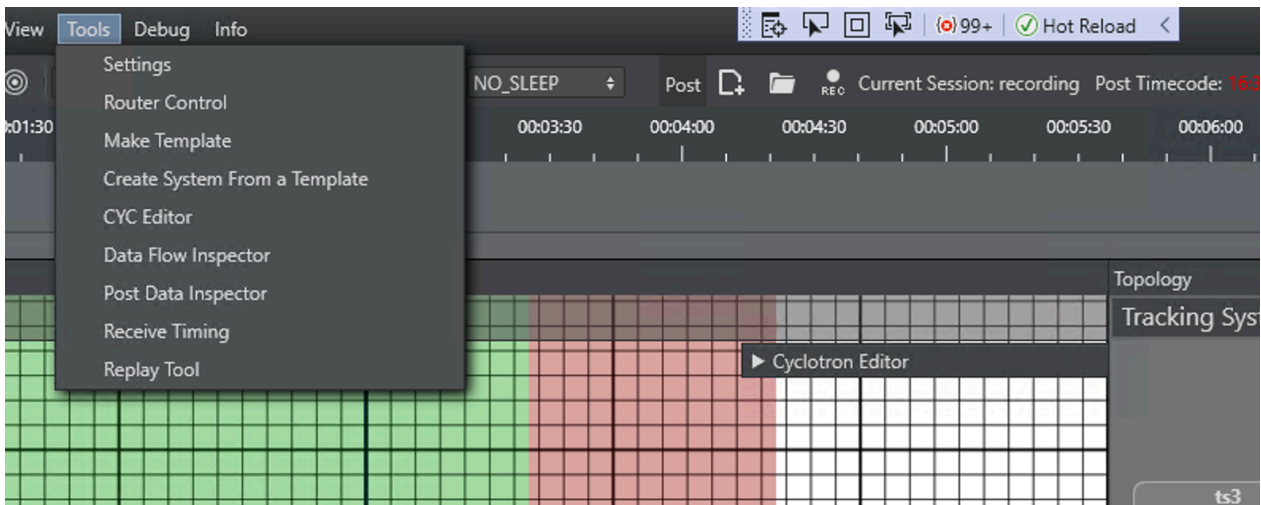 View Tools Debug Info
99+ Hot Reload
Settings
NO_SLEEP Post REC Current Session: recording Post Timecode:
Router Control
00:03:30 00:04:00 00:04:30 00:05:00 00:05:30 00:06:00
Make Template
Create System From a Template
CYC Editor
Data Flow Inspector
Topology
Post Data Inspector
Tracking
Receive Timing
Cyclotron Editor
Replay Tool
ts3